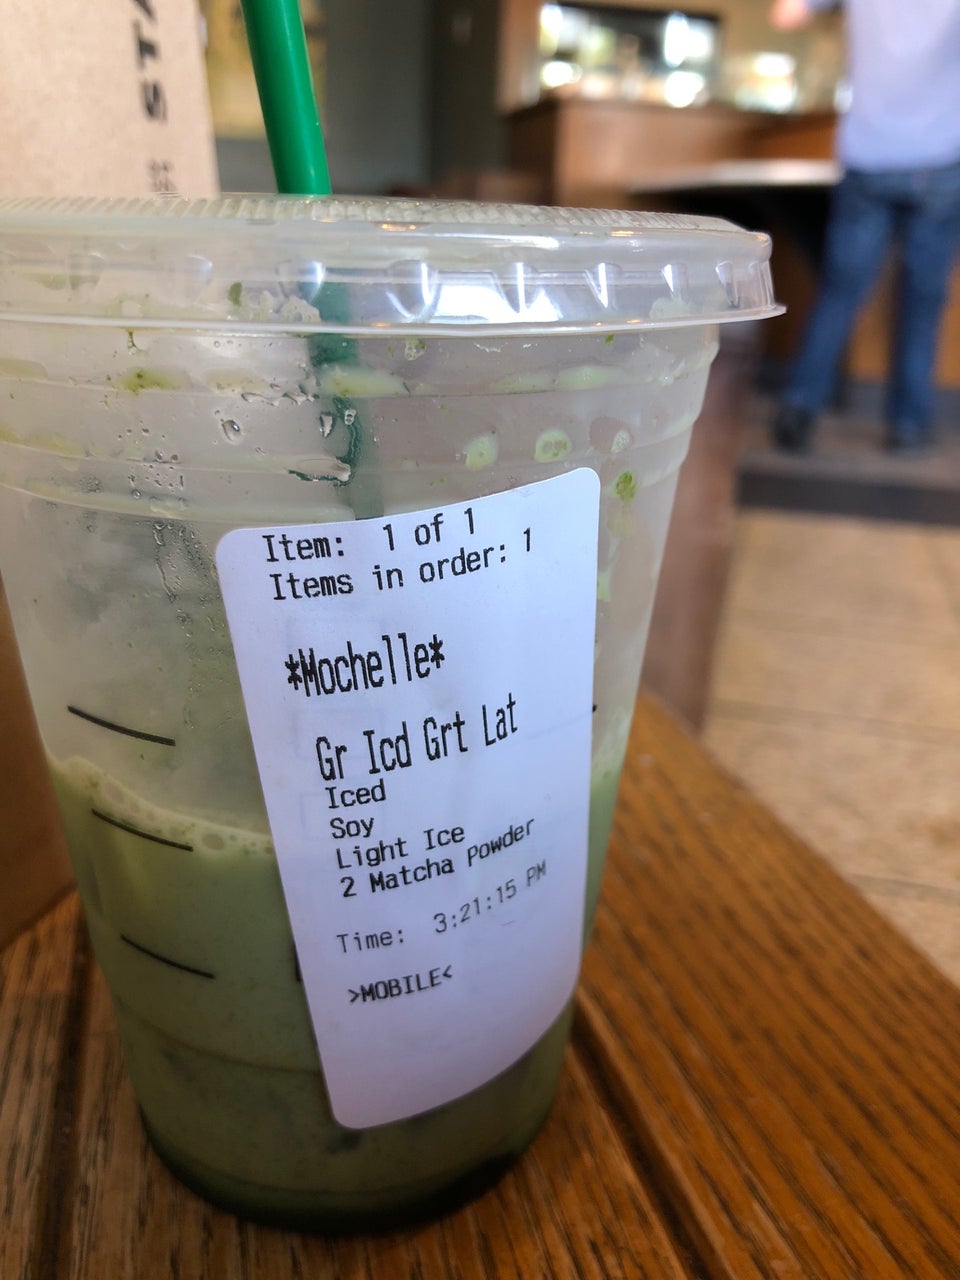 STA
Item: 1 of 1
Items in order: 1
*Mochelle*
Gr Icd Grt Lat
Iced
Soy
Light Ice
2 Matcha Powder
Time: 3:21:15 PM
>MOBILE<